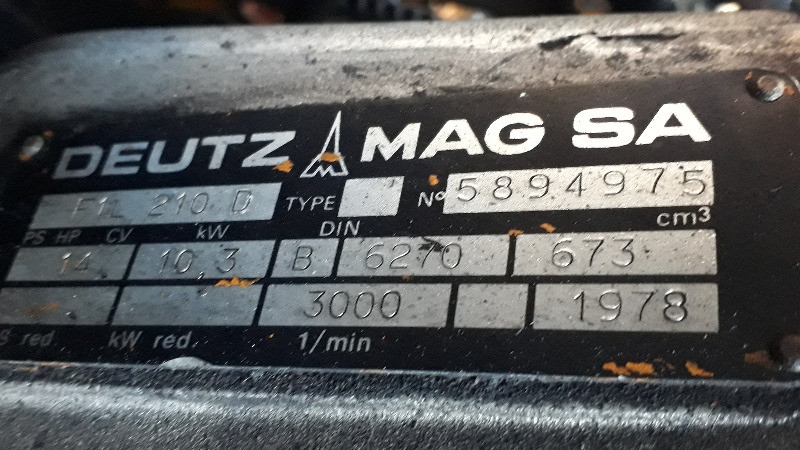 DEUTZ MAG SA
F1L 210 D TYPE Nº 5894975
PS HP CV kW DIN cm³
14 10,3 B 6270 673
3000 1978
S red kW red 1/min